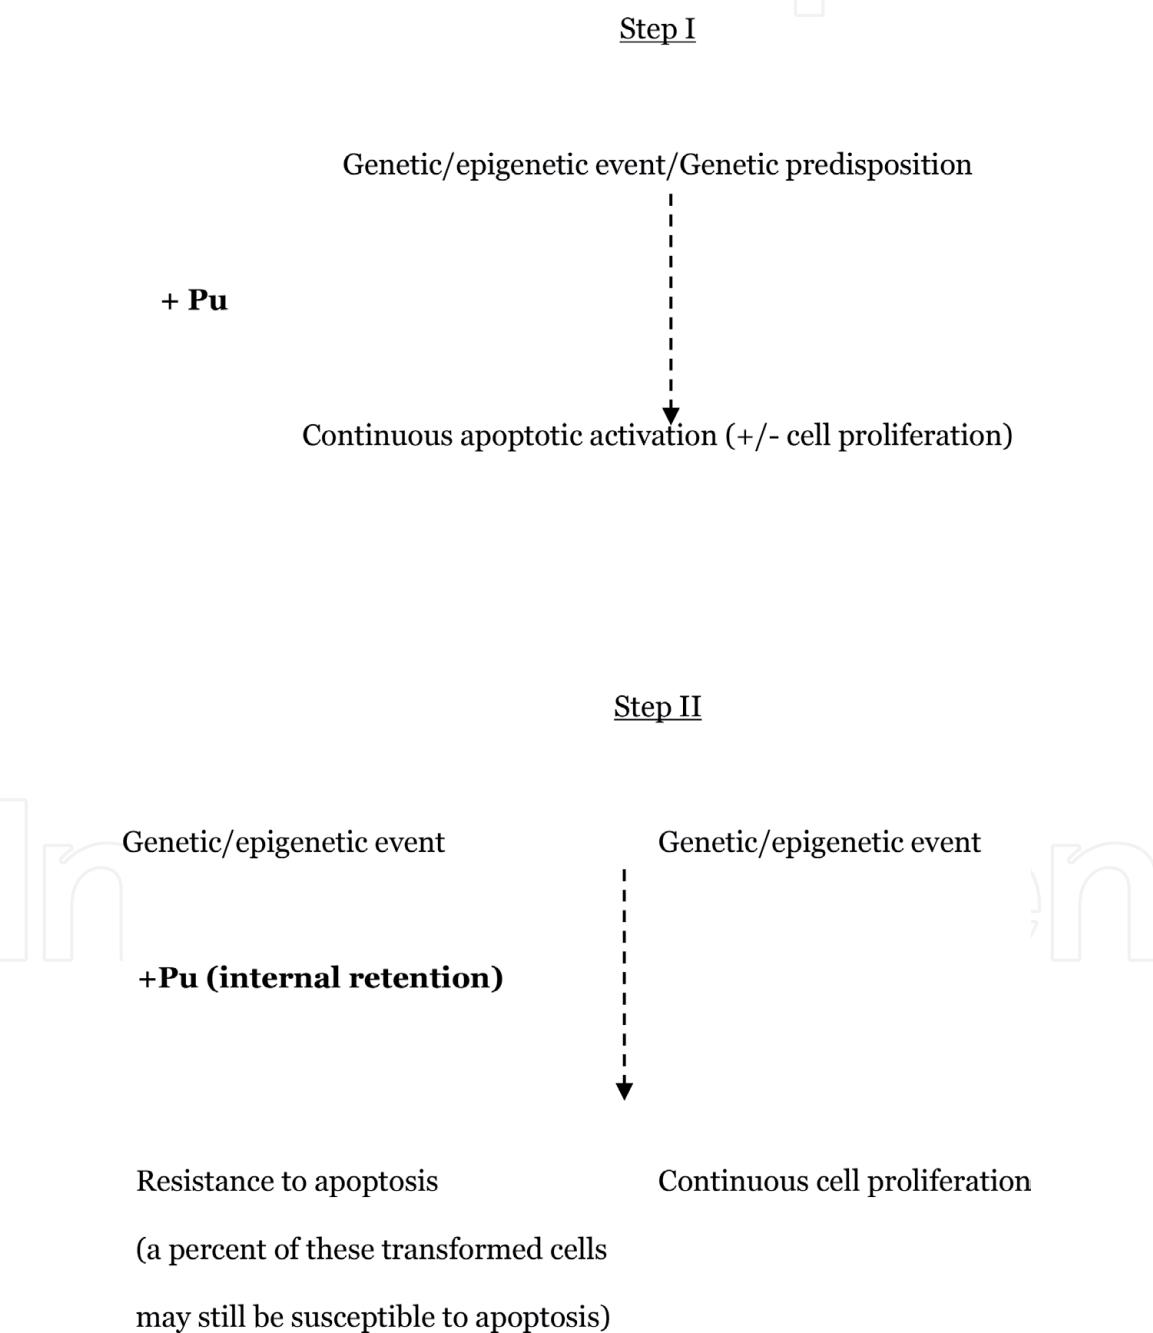 Step I
Genetic/epigenetic event/Genetic predisposition
+ Pu
Continuous apoptotic activation (+/- cell proliferation)
Step II
Genetic/epigenetic event Genetic/epigenetic event
+Pu (internal retention)
Resistance to apoptosis Continuous cell proliferation
(a percent of these transformed cells
may still be susceptible to apoptosis)